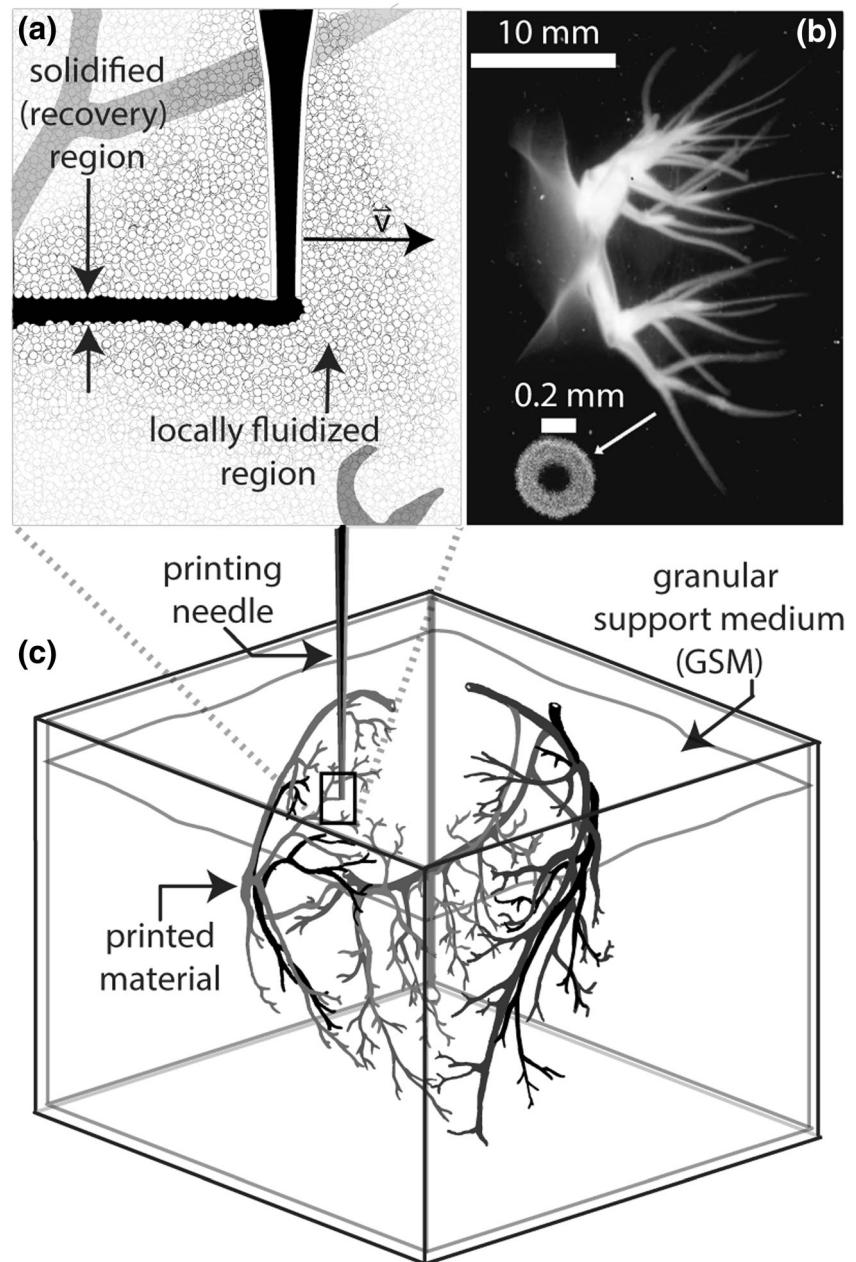 (a)
solidified
(recovery)
region
v
locally fluidized
region
10 mm
(b)
0.2 mm
(c)
printing
needle
granular
support medium
(GSM)
printed
material